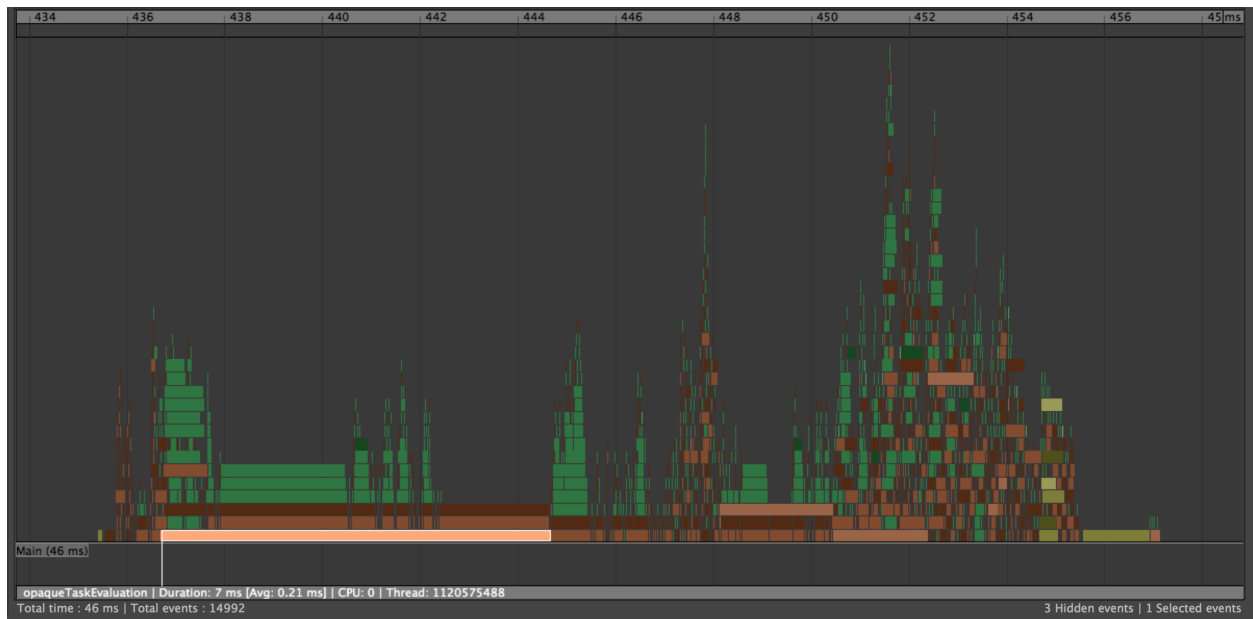 434 436 438 440 442 444 446 448 450 452 454 456 45 ms
Main (46 ms)
opaqueTaskEvaluation | Duration: 7 ms [Avg: 0.21 ms] | CPU: 0 | Thread: 1120575488
Total time : 46 ms | Total events : 14992 3 Hidden events | 1 Selected events